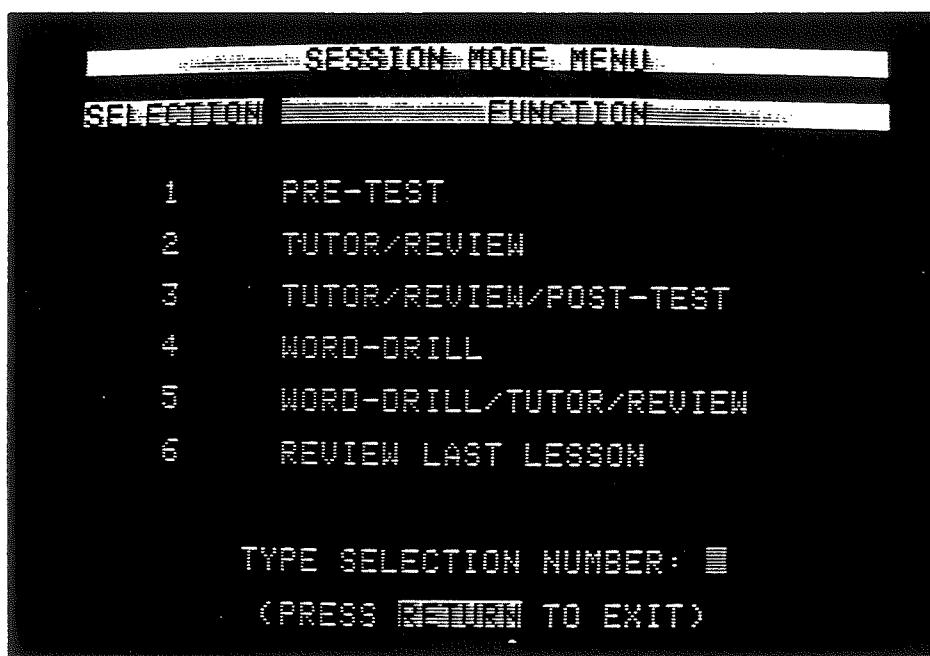 SESSION MODE MENU
SELECTION FUNCTION
1 PRE-TEST
2 TUTOR/REVIEW
3 TUTOR/REVIEW/POST-TEST
4 WORD-DRILL
5 WORD-DRILL/TUTOR/REVIEW
6 REVIEW LAST LESSON
TYPE SELECTION NUMBER:
(PRESS RETURN TO EXIT)